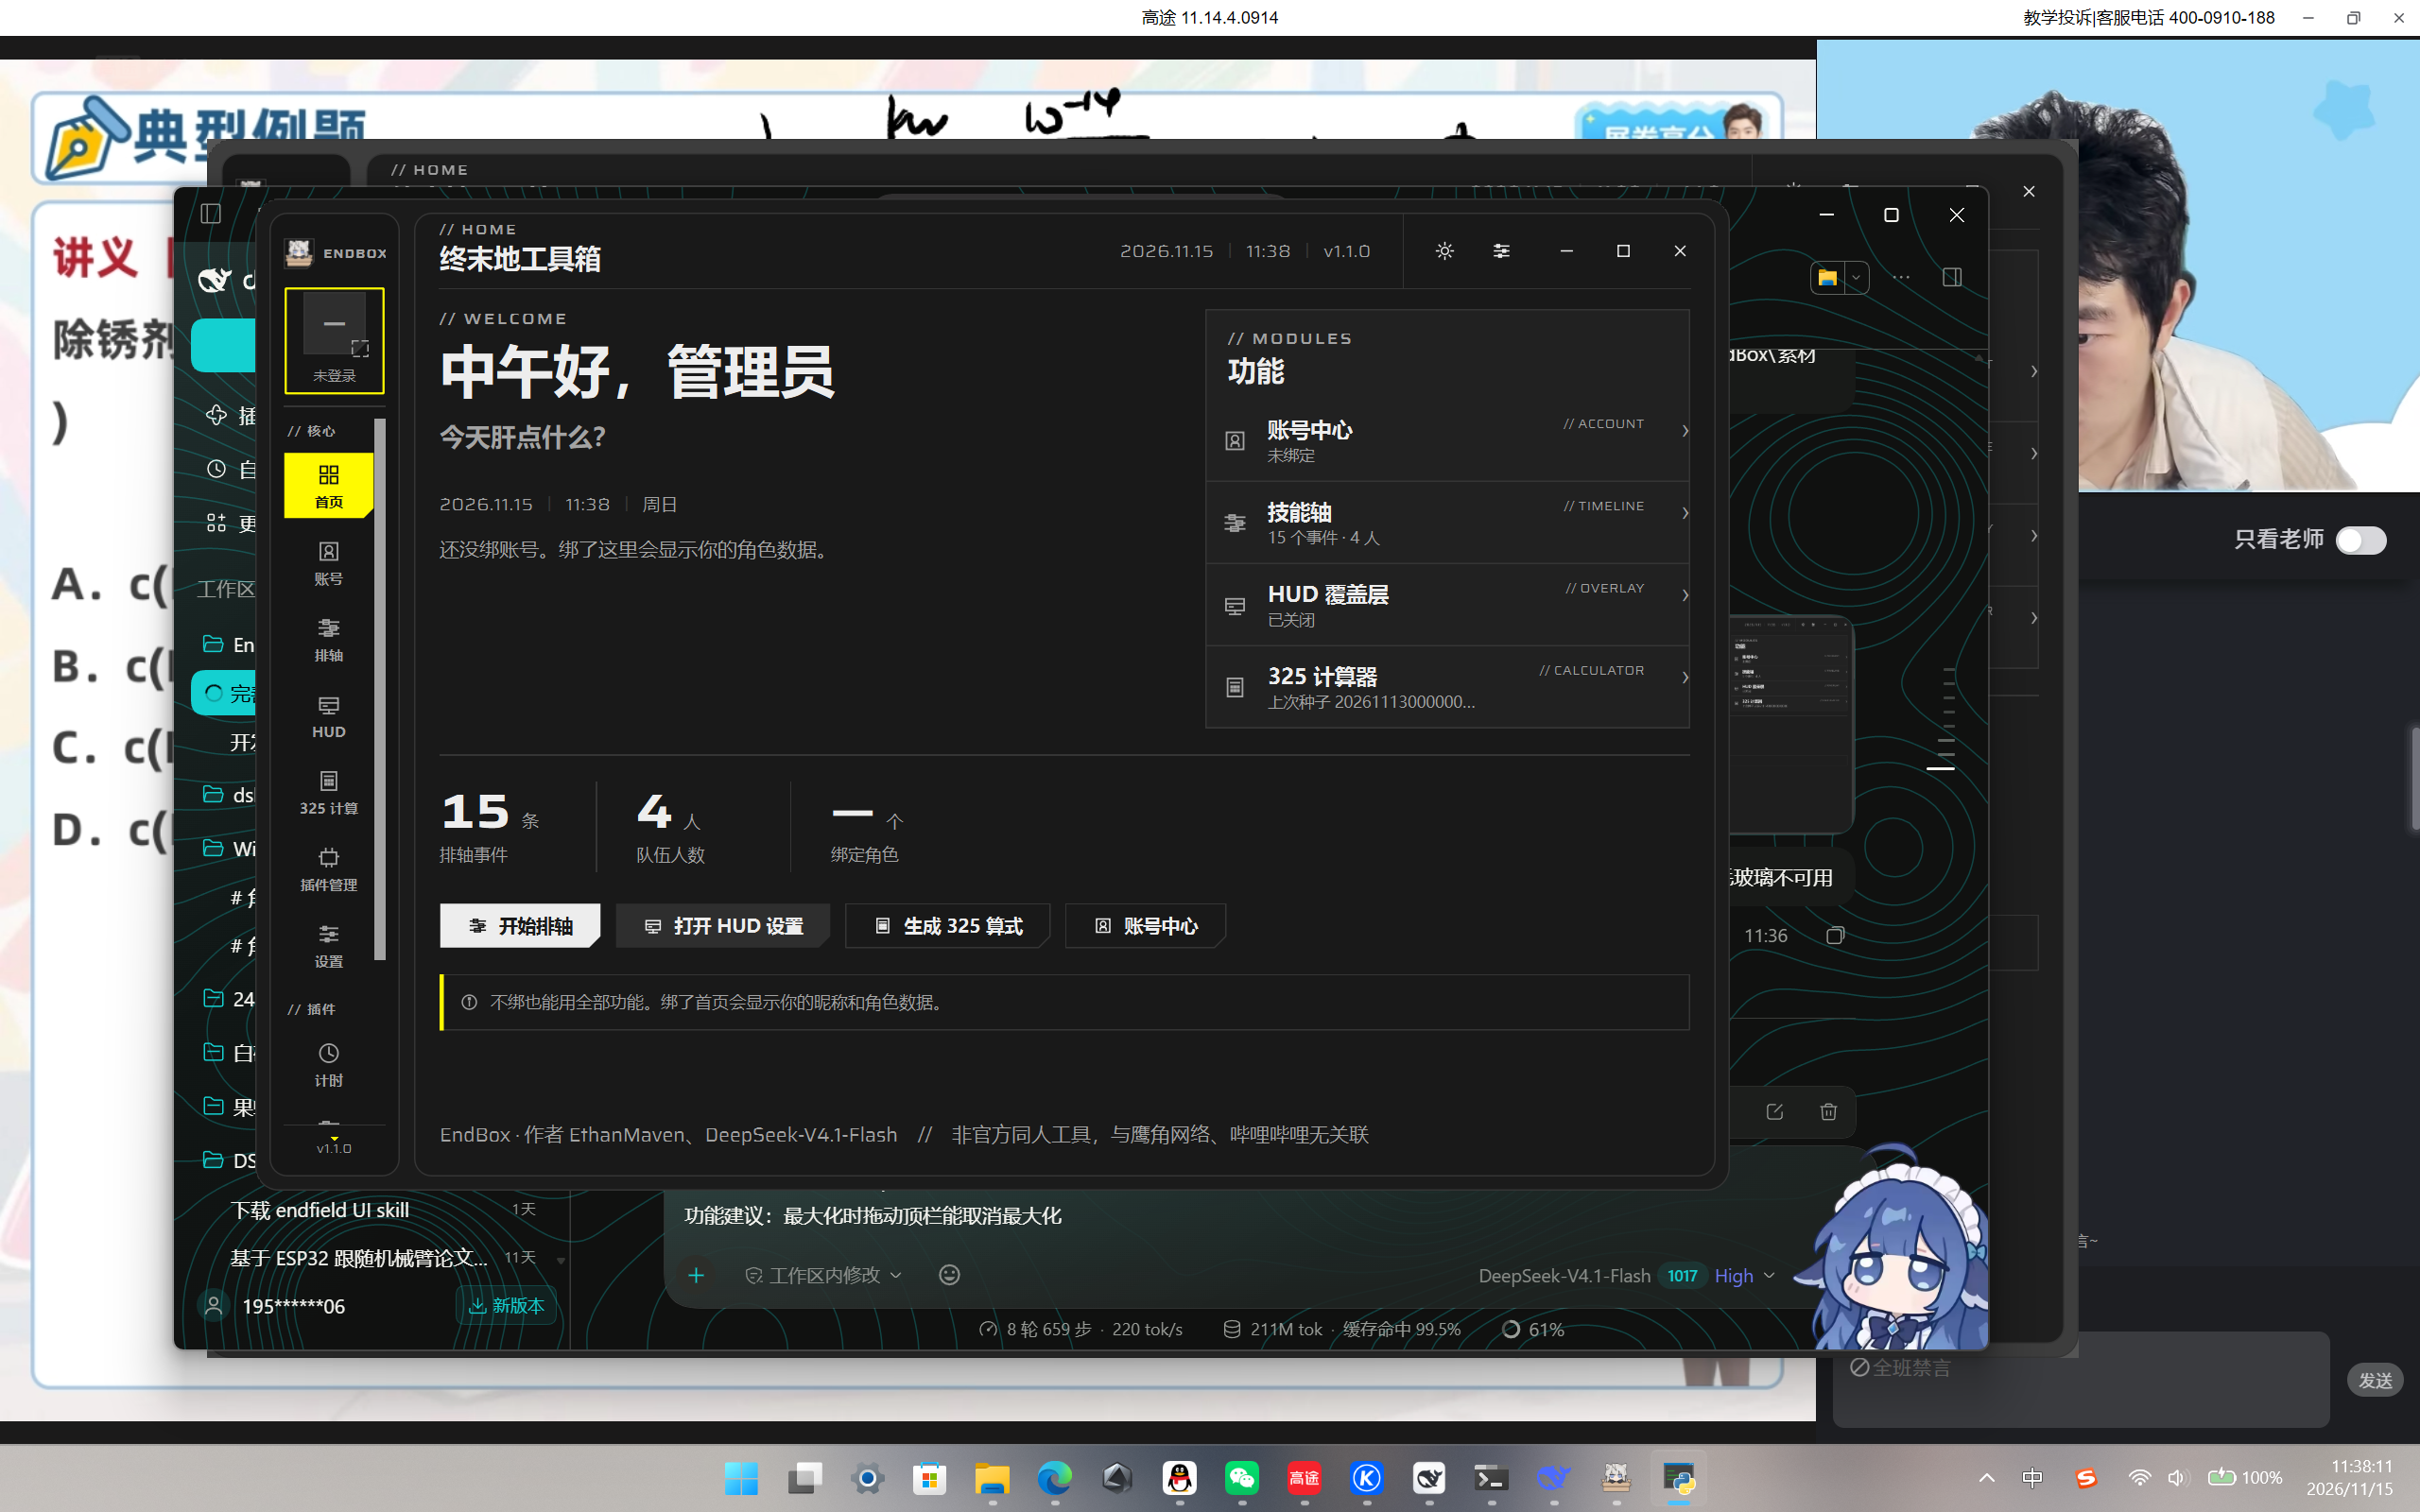 高途 11.14.4.0914
教学投诉|客服电话 400-0910-188
典型例题
讲义
除锈剂
)
A. c(
B. c(
C. c(
D. c(
// HOME
ENDBOX
未登录
// 核心
首页
账号
排轴
HUD
325 计算
插件管理
设置
// 插件
计时
v1.1.0
// HOME
终末地工具箱
2026.11.15
11:38
v1.1.0
// WELCOME
中午好，管理员
今天肝点什么？
2026.11.15
11:38
周日
还没绑账号。绑了这里会显示你的角色数据。
// MODULES
功能
账号中心
// ACCOUNT
未绑定
技能轴
// TIMELINE
15 个事件 · 4 人
HUD 覆盖层
// OVERLAY
已关闭
325 计算器
// CALCULATOR
上次种子 20261113000000...
15 条
排轴事件
4 人
队伍人数
— 个
绑定角色
开始排轴
打开 HUD 设置
生成 325 算式
账号中心
不绑也能用全部功能。绑了首页会显示你的昵称和角色数据。
EndBox · 作者 EthanMaven、DeepSeek-V4.1-Flash // 非官方同人工具，与鹰角网络、哔哩哔哩无关联
工作区
En
ds
Wi
24
DS
下载 endfield UI skill
1天
基于 ESP32 跟随机械臂论文...
11天
195******06
新版本
Box\素材
玻璃不可用
11:36
功能建议：最大化时拖动顶栏能取消最大化
工作区内修改
DeepSeek-V4.1-Flash 1017 High
8 轮 659 步 · 220 tok/s
211M tok · 缓存命中 99.5%
61%
只看老师
言~
全班禁言
发送
高途
中
100%
11:38:11
2026/11/15